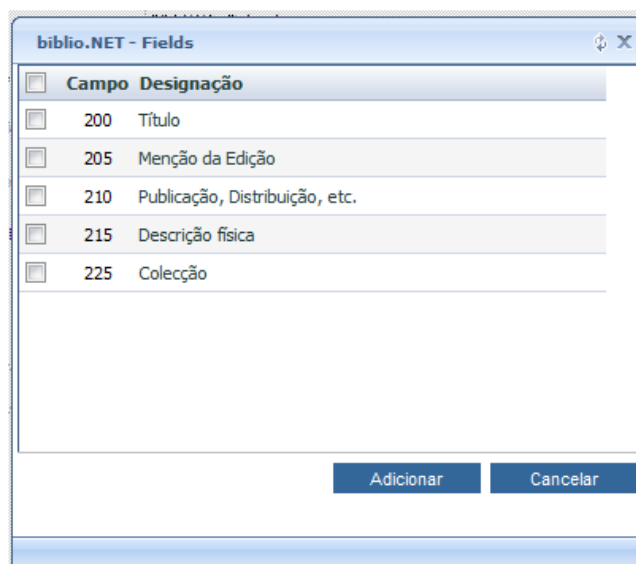 biblio.NET - Fields
Campo Designação
200 Título
205 Menção da Edição
210 Publicação, Distribuição, etc.
215 Descrição física
225 Colecção
Adicionar Cancelar